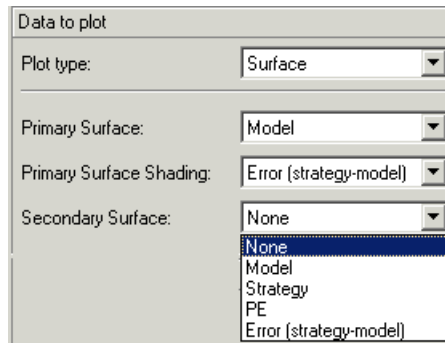 Data to plot
Plot type: Surface
Primary Surface: Model
Primary Surface Shading: Error (strategy-model)
Secondary Surface: None
None
Model
Strategy
PE
Error (strategy-model)